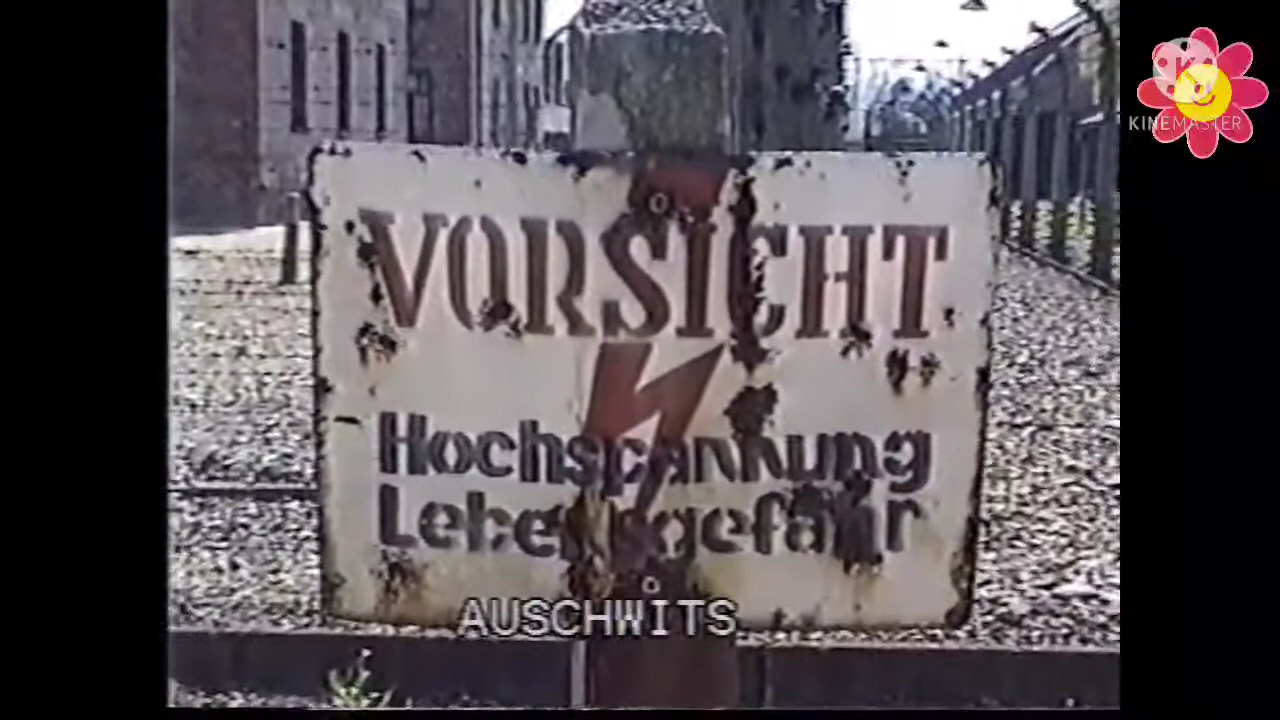 KINEMASTER
VORSICHT
Hochspannung
Lebensgefahr
AUSCHWITS